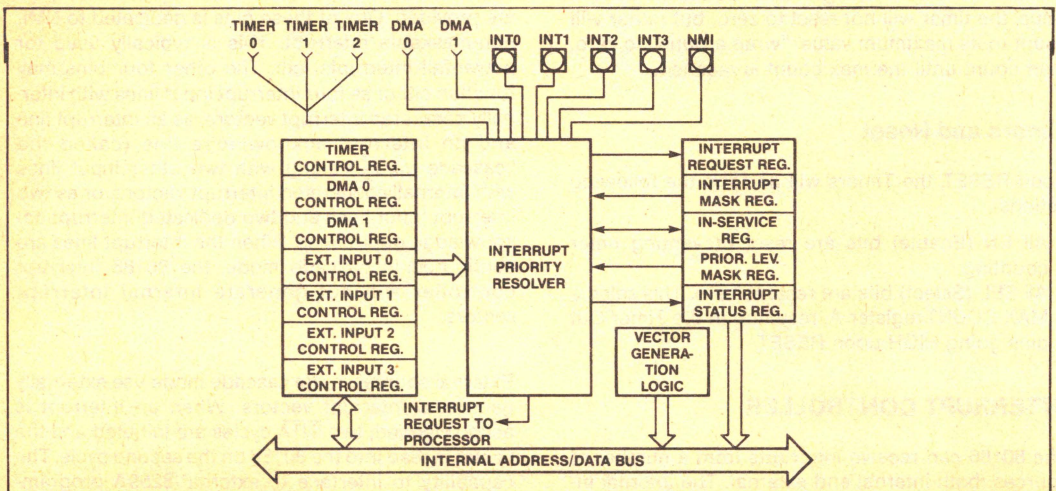 TIMER TIMER TIMER DMA DMA
0 1 2 0 1 INT0 INT1 INT2 INT3 NMI
TIMER
CONTROL REG.
DMA 0
CONTROL REG.
DMA 1
CONTROL REG.
EXT. INPUT 0
CONTROL REG.
EXT. INPUT 1
CONTROL REG.
EXT. INPUT 2
CONTROL REG.
EXT. INPUT 3
CONTROL REG.
INTERRUPT
PRIORITY
RESOLVER
INTERRUPT
REQUEST REG.
INTERRUPT
MASK REG.
IN-SERVICE
REG.
PRIOR. LEV.
MASK REG.
INTERRUPT
STATUS REG.
VECTOR
GENERA-
TION
LOGIC
INTERRUPT
REQUEST TO
PROCESSOR
INTERNAL ADDRESS/DATA BUS